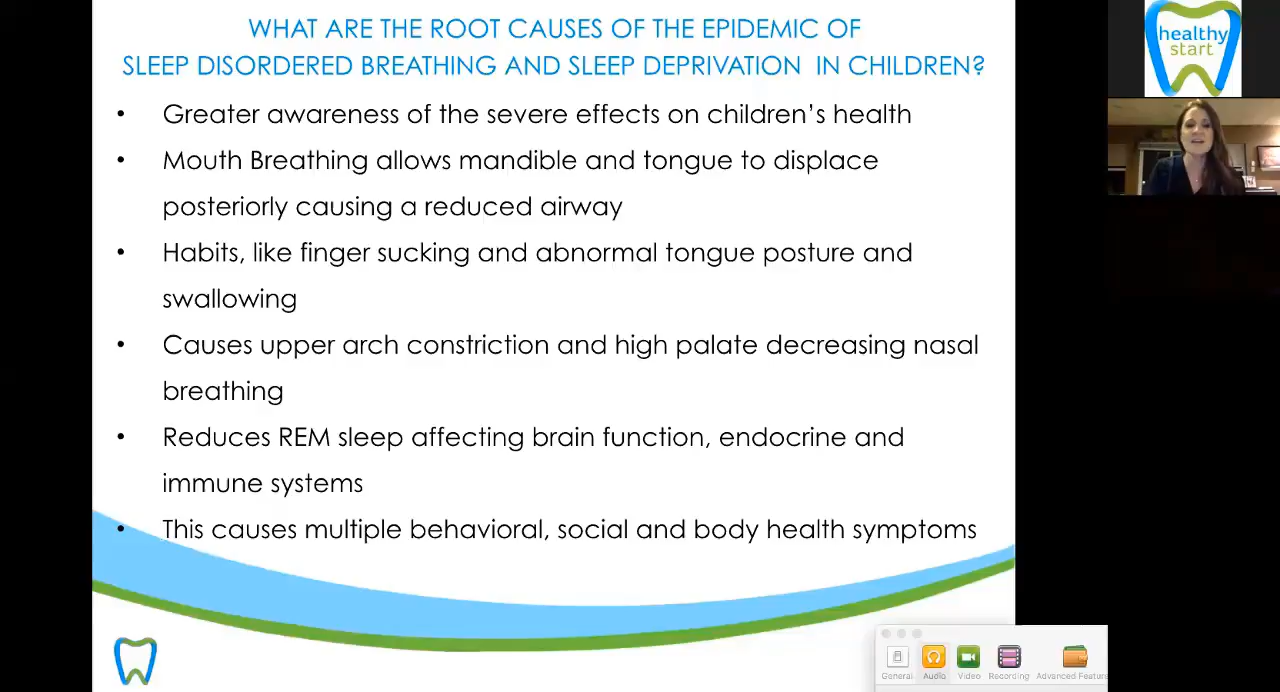 WHAT ARE THE ROOT CAUSES OF THE EPIDEMIC OF
SLEEP DISORDERED BREATHING AND SLEEP DEPRIVATION IN CHILDREN?
• Greater awareness of the severe effects on children's health
• Mouth Breathing allows mandible and tongue to displace
posteriorly causing a reduced airway
• Habits, like finger sucking and abnormal tongue posture and
swallowing
• Causes upper arch constriction and high palate decreasing nasal
breathing
• Reduces REM sleep affecting brain function, endocrine and
immune systems
• This causes multiple behavioral, social and body health symptoms
healthy
start
General Audio Video Recording Advanced Feature